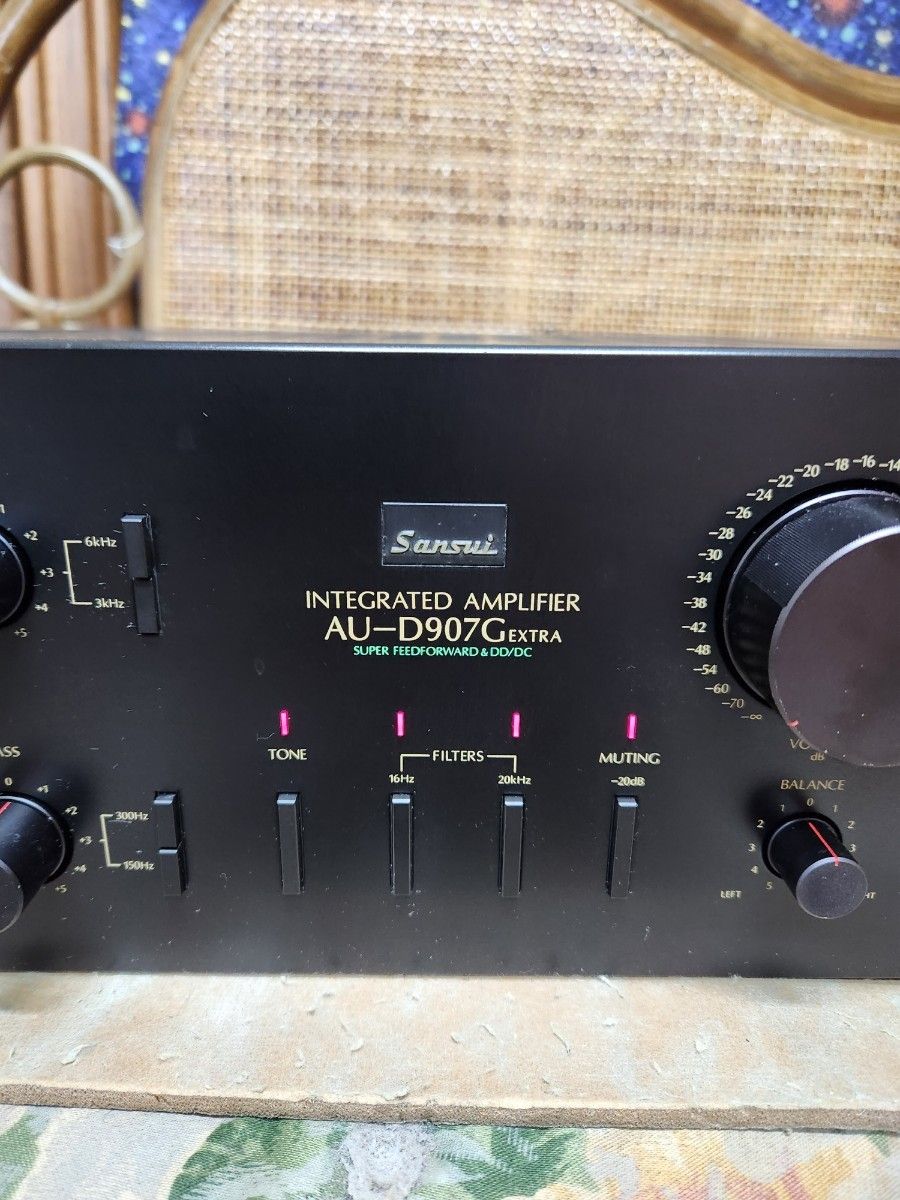 -20 -18 -16 -14
-22
-24
-26
-28
-30
-34
-38
-42
-48
-54
-60
-70
-∞
1
+2
+3
+4
+5
6kHz
3kHz
Sansui
INTEGRATED AMPLIFIER
AU-D907G EXTRA
SUPER FEEDFORWARD & DD/DC
TONE
FILTERS
16Hz
20kHz
MUTING
-20dB
dB
BALANCE
1 0 1
2 2
3 3
4
5
LEFT
0
+1
+2
+3
+4
+5
300Hz
150Hz